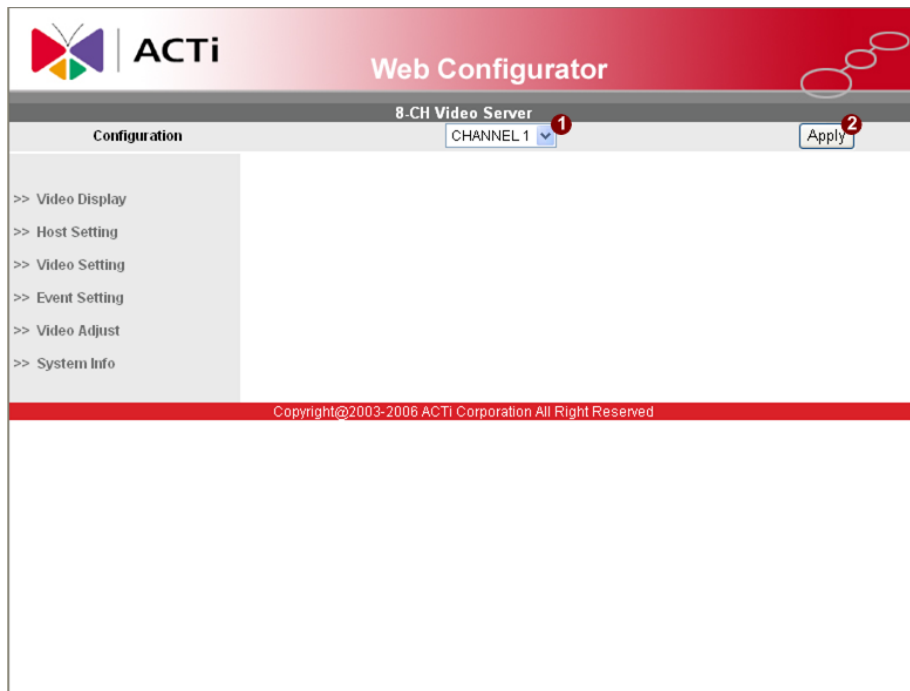 ACTi
Web Configurator
8-CH Video Server
Configuration
CHANNEL 1
1
Apply
2
>> Video Display
>> Host Setting
>> Video Setting
>> Event Setting
>> Video Adjust
>> System Info
Copyright@2003-2006 ACTi Corporation All Right Reserved